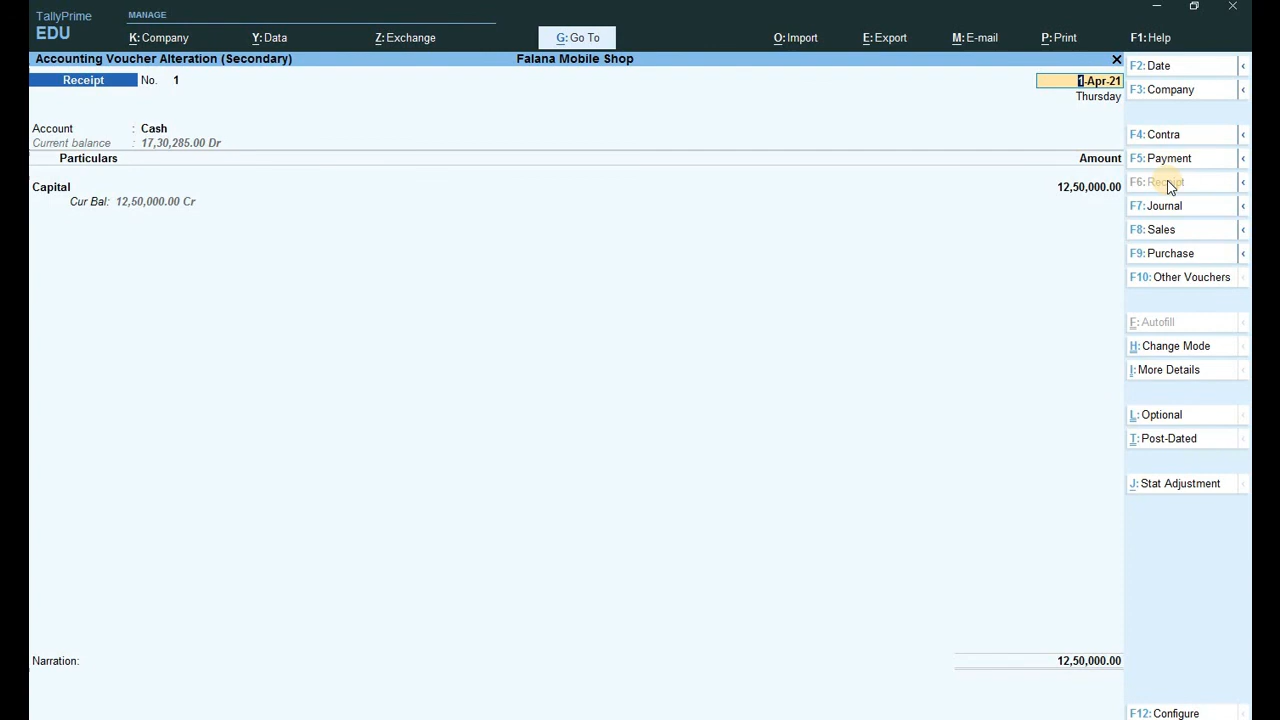 TallyPrime
EDU
MANAGE
K: Company
Y: Data
Z: Exchange
G: Go To
O: Import
E: Export
M: E-mail
P: Print
F1: Help
Accounting Voucher Alteration (Secondary)
Falana Mobile Shop
Receipt No. 1
1-Apr-21
Thursday
Account : Cash
Current balance : 17,30,285.00 Dr
Particulars Amount
Capital 12,50,000.00
Cur Bal: 12,50,000.00 Cr
Narration: 12,50,000.00
F2: Date
F3: Company
F4: Contra
F5: Payment
F6: Receipt
F7: Journal
F8: Sales
F9: Purchase
F10: Other Vouchers
F: Autofill
H: Change Mode
I: More Details
L: Optional
T: Post-Dated
J: Stat Adjustment
F12: Configure